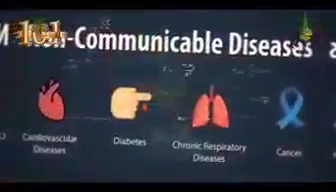 -Communicable Diseases
Cardiovascular
Diseases
Diabetes
Chronic Respiratory
Diseases
Cancer